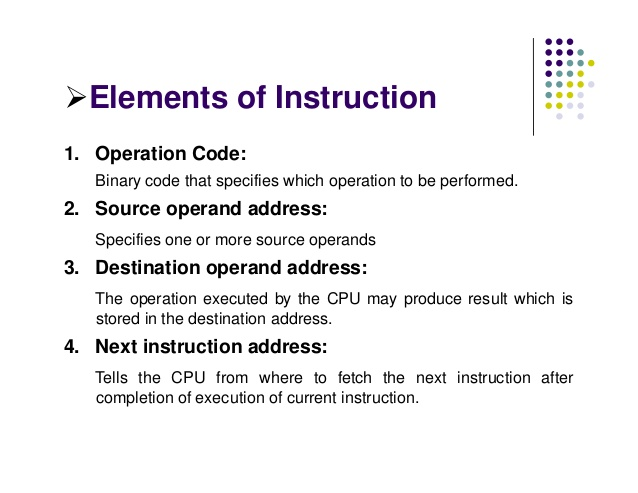 ➢Elements of Instruction
1. Operation Code:
Binary code that specifies which operation to be performed.
2. Source operand address:
Specifies one or more source operands
3. Destination operand address:
The operation executed by the CPU may produce result which is
stored in the destination address.
4. Next instruction address:
Tells the CPU from where to fetch the next instruction after
completion of execution of current instruction.